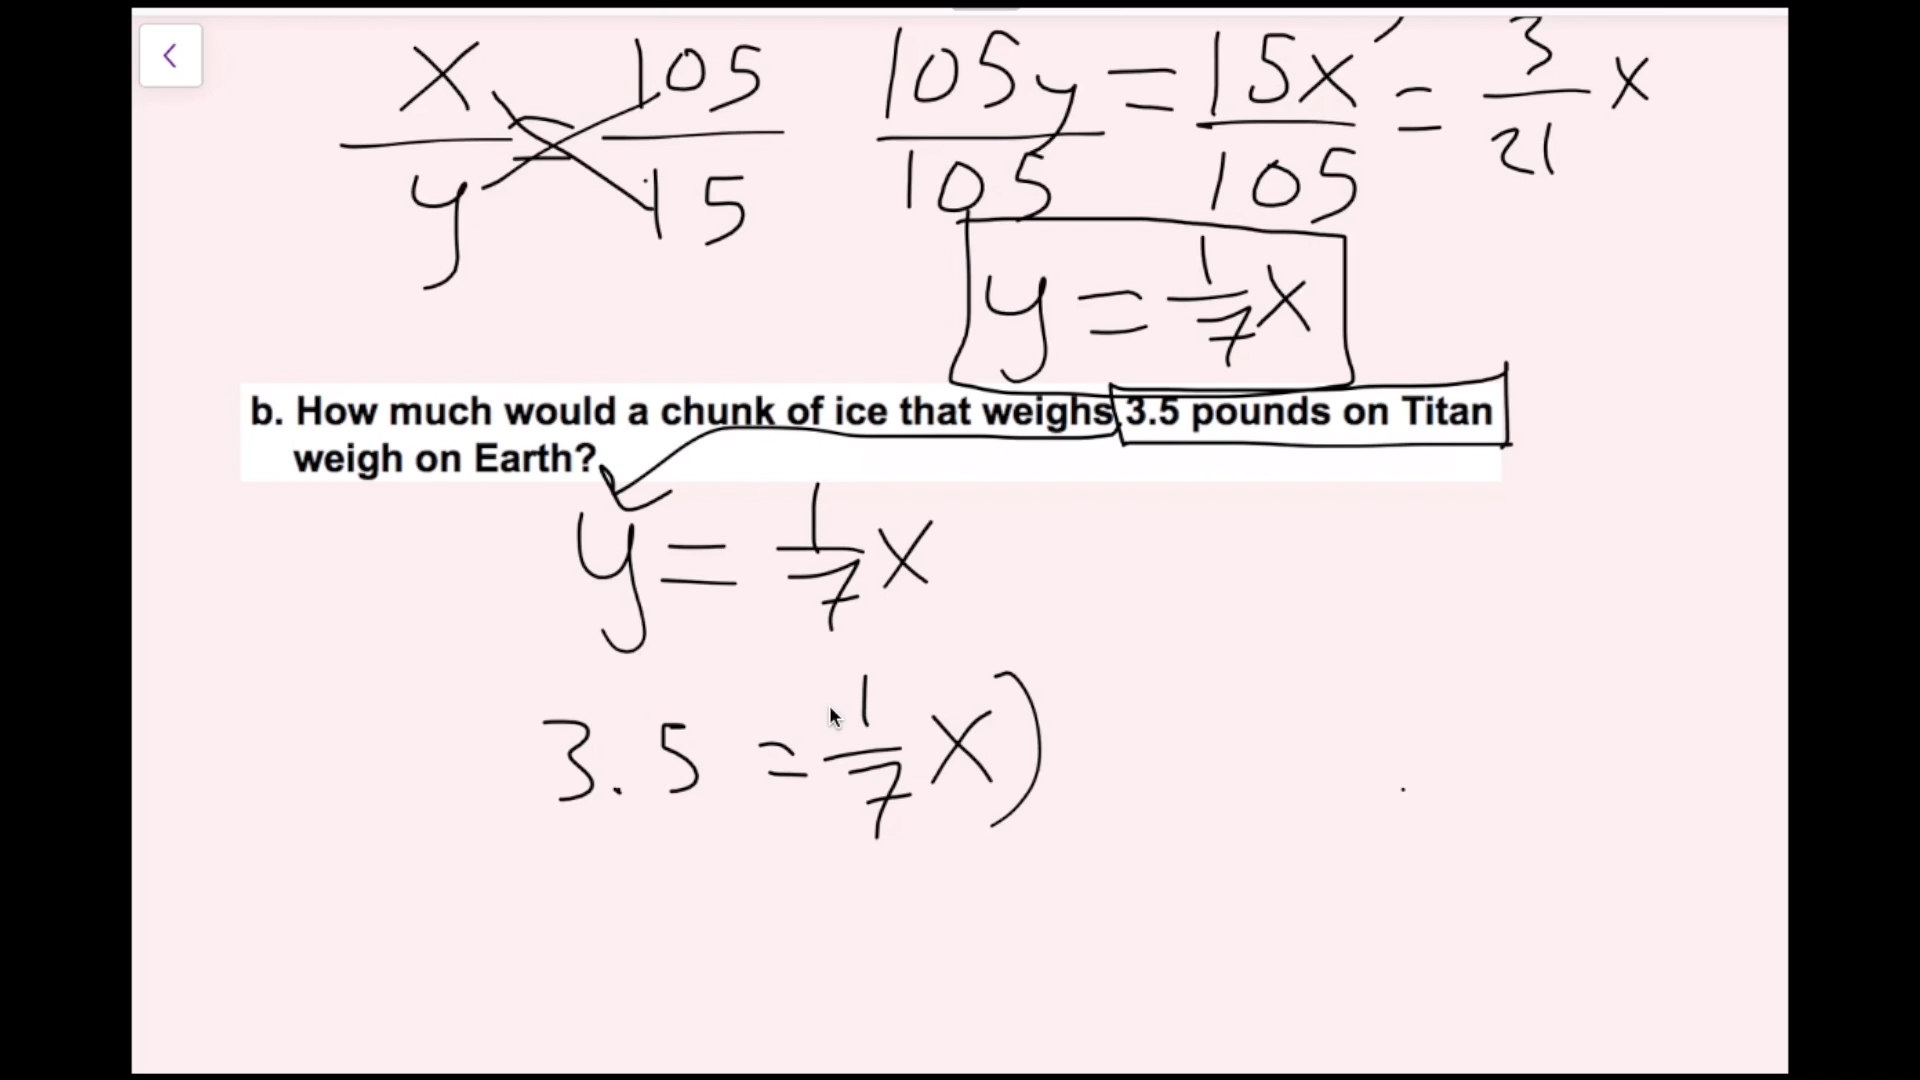 x/y = 105/15
105y/105 = 15x/105 = 3/21 x
y = 1/7 x
b. How much would a chunk of ice that weighs 3.5 pounds on Titan
weigh on Earth?
y = 1/7 x
3.5 = 1/7 x)